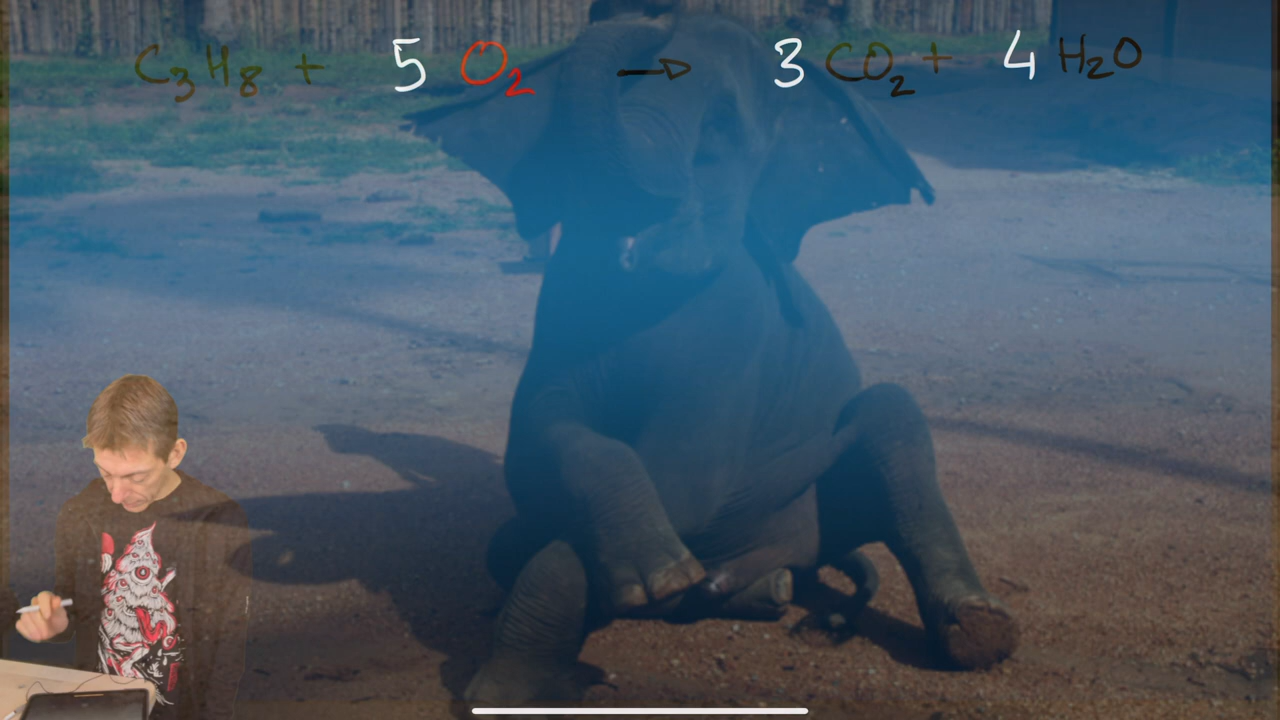 C₃H₈ + 5 O₂ → 3 CO₂ + 4 H₂O